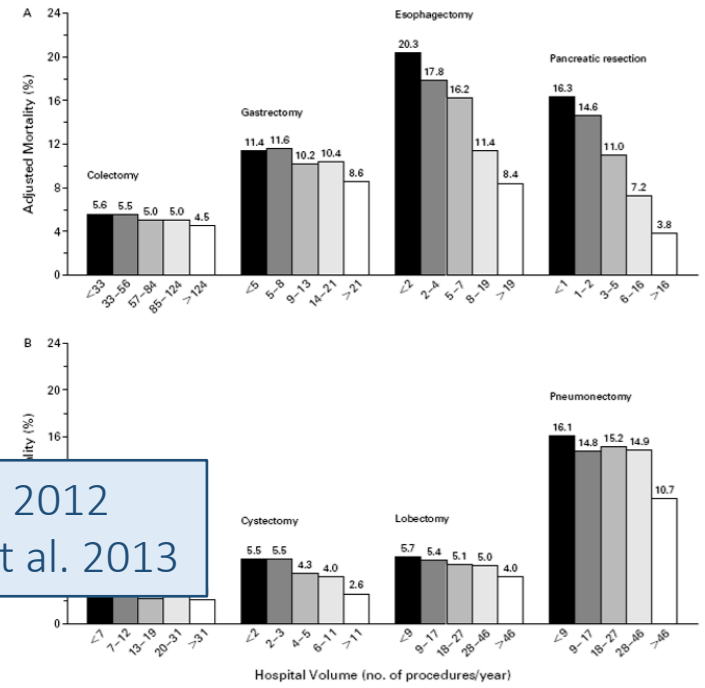 A
24
20
16
12
8
4
0
Adjusted Mortality (%)
Colectomy
5.6 5.5 5.0 5.0 4.5
<33 33–56 57–84 85–124 >124
Gastrectomy
11.4 11.6 10.2 10.4 8.6
<5 5–8 9–13 14–21 >21
Esophagectomy
20.3 17.8 16.2 11.4 8.4
<2 2–4 5–7 8–19 >19
Pancreatic resection
16.3 14.6 11.0 7.2 3.8
<1 1–2 3–5 6–16 >16
B
24
20
16
0
ality (%)
2012
t al. 2013
<7 7–12 13–19 20–31 >31
Cystectomy
5.5 5.5 4.3 4.0 2.6
<2 2–3 4–5 6–11 >11
Lobectomy
5.7 5.4 5.1 5.0 4.0
<9 9–17 18–27 28–46 >46
Pneumonectomy
16.1 14.8 15.2 14.9 10.7
<9 9–17 18–27 28–46 >46
Hospital Volume (no. of procedures/year)